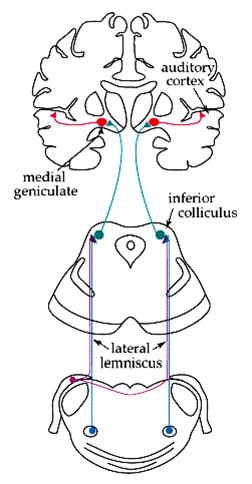 auditory
cortex
medial
geniculate
inferior
colliculus
lateral
lemniscus